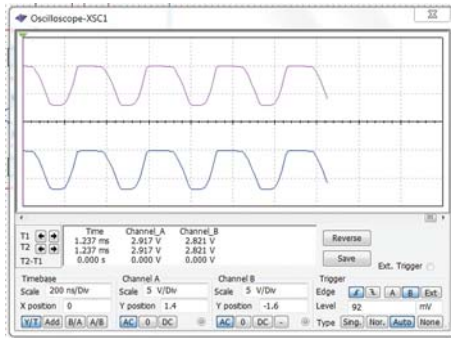 Oscilloscope-XSC1
Time Channel_A Channel_B
T1 1.237 ms 2.917 V 2.821 V
T2 1.237 ms 2.917 V 2.821 V
T2-T1 0.000 s 0.000 V 0.000 V
Reverse
Save
Ext. Trigger
Timebase Channel A Channel B Trigger
Scale 200 ns/Div Scale 5 V/Div Scale 5 V/Div Edge A B Ext
X position 0 Y position 1.4 Y position -1.6 Level 92 mV
Y/T Add B/A A/B AC 0 DC AC 0 DC - Type Sing. Nor. Auto None